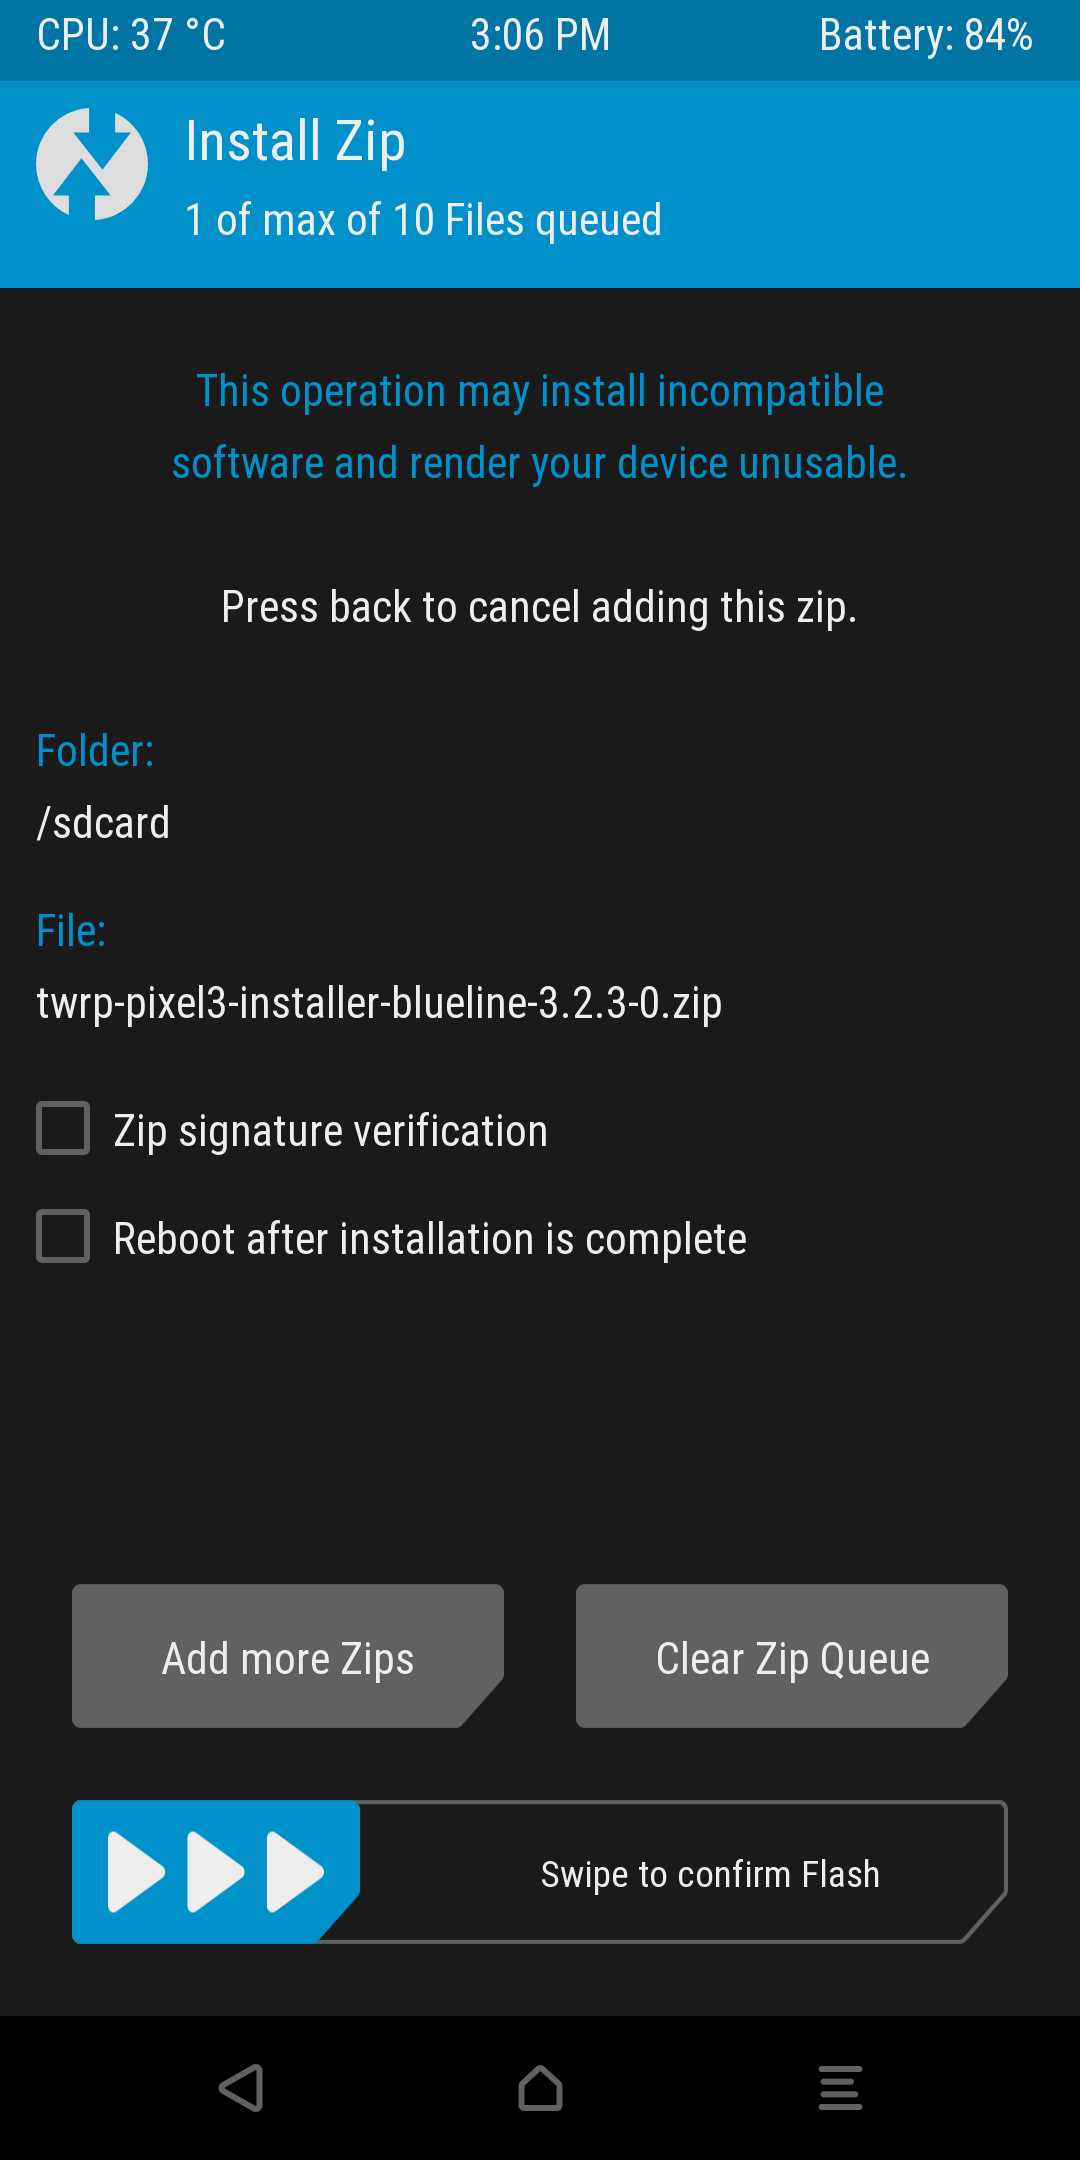 CPU: 37 °C
3:06 PM
Battery: 84%
Install Zip
1 of max of 10 Files queued
This operation may install incompatible
software and render your device unusable.
Press back to cancel adding this zip.
Folder:
/sdcard
File:
twrp-pixel3-installer-blueline-3.2.3-0.zip
Zip signature verification
Reboot after installation is complete
Add more Zips
Clear Zip Queue
Swipe to confirm Flash